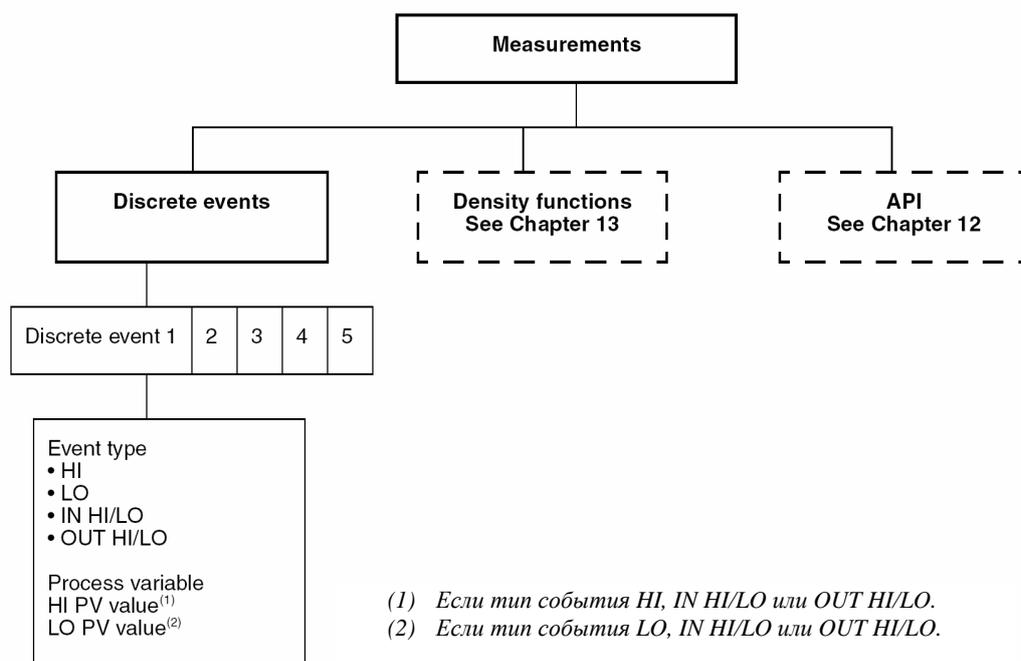 Measurements
Discrete events
Density functions
See Chapter 13
API
See Chapter 12
Discrete event 1 2 3 4 5
Event type
• HI
• LO
• IN HI/LO
• OUT HI/LO
Process variable
HI PV value(1)
LO PV value(2)
(1) Если тип события HI, IN HI/LO или OUT HI/LO.
(2) Если тип события LO, IN HI/LO или OUT HI/LO.